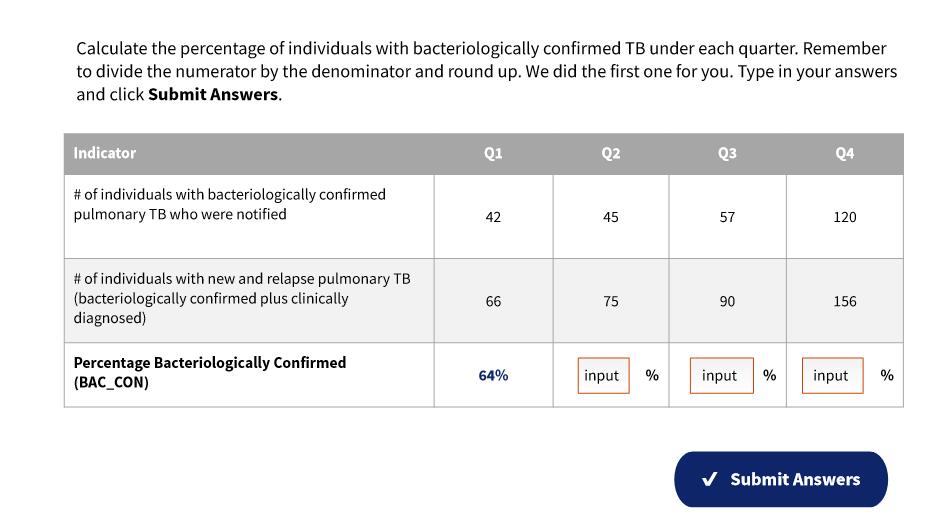 Calculate the percentage of individuals with bacteriologically confirmed TB under each quarter. Remember
to divide the numerator by the denominator and round up. We did the first one for you. Type in your answers
and click Submit Answers.
Indicator Q1 Q2 Q3 Q4
# of individuals with bacteriologically confirmed
pulmonary TB who were notified
42 45 57 120
# of individuals with new and relapse pulmonary TB
(bacteriologically confirmed plus clinically
diagnosed)
66 75 90 156
Percentage Bacteriologically Confirmed
(BAC_CON)
64% input % input % input %
✓ Submit Answers